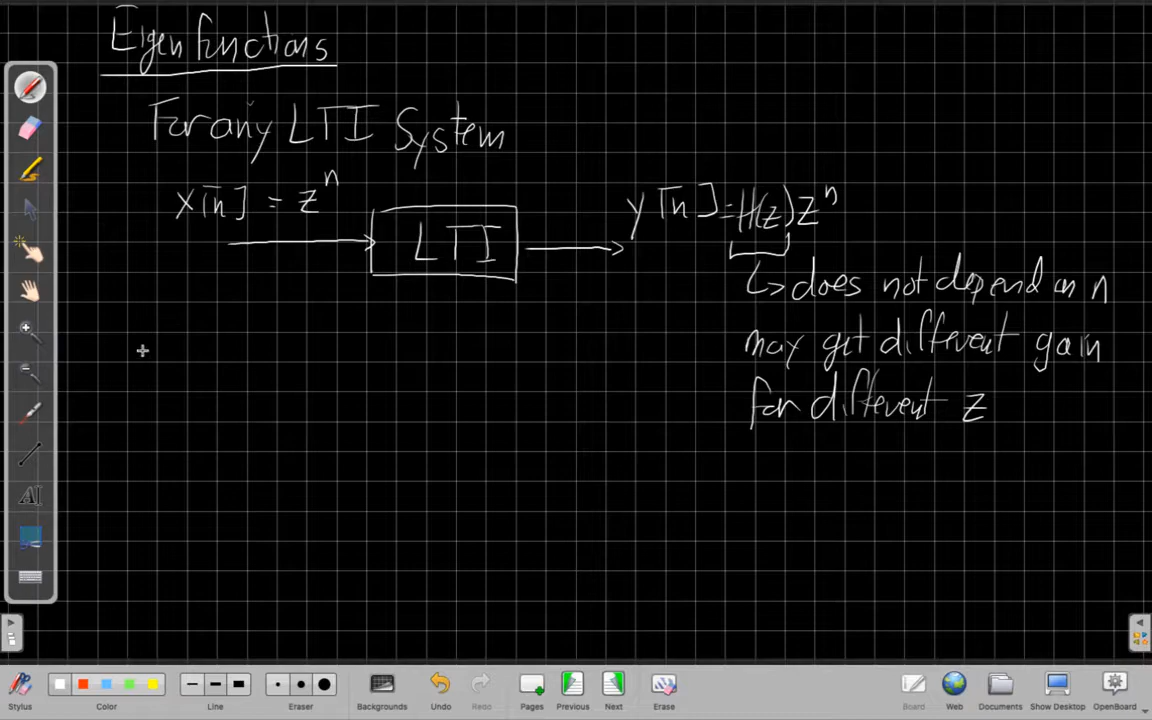 Eigenfunctions
For any LTI System
x[n] = z^n
LTI
y[n] = H(z) z^n
↳ does not depend on n
may get different gain
for different z
Stylus
Color
Line
Eraser
Backgrounds
Undo
Redo
Pages
Previous
Next
Erase
Board
Web
Documents
Show Desktop
OpenBoard